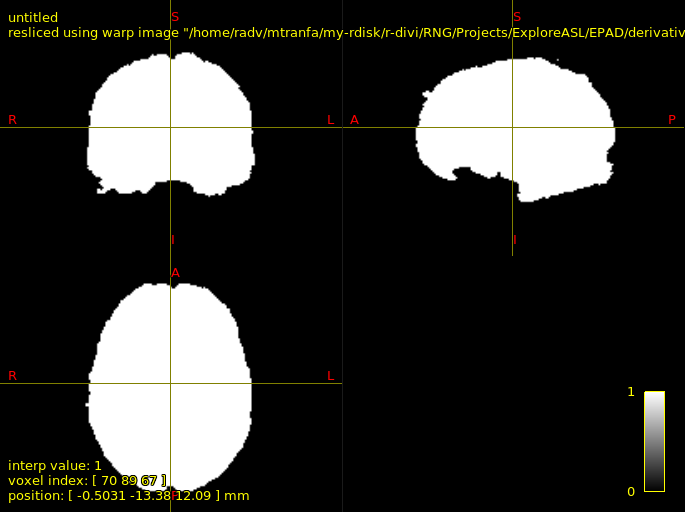 untitled
resliced using warp image "/home/radv/mtranfa/my-rdisk/r-divi/RNG/Projects/ExploreASL/EPAD/derivativ
S
S
R
L
A
P
I
I
A
R
L
1
interp value: 1
voxel index: [ 70 89 67 ]
position: [ -0.5031 -13.38 12.09 ] mm
0